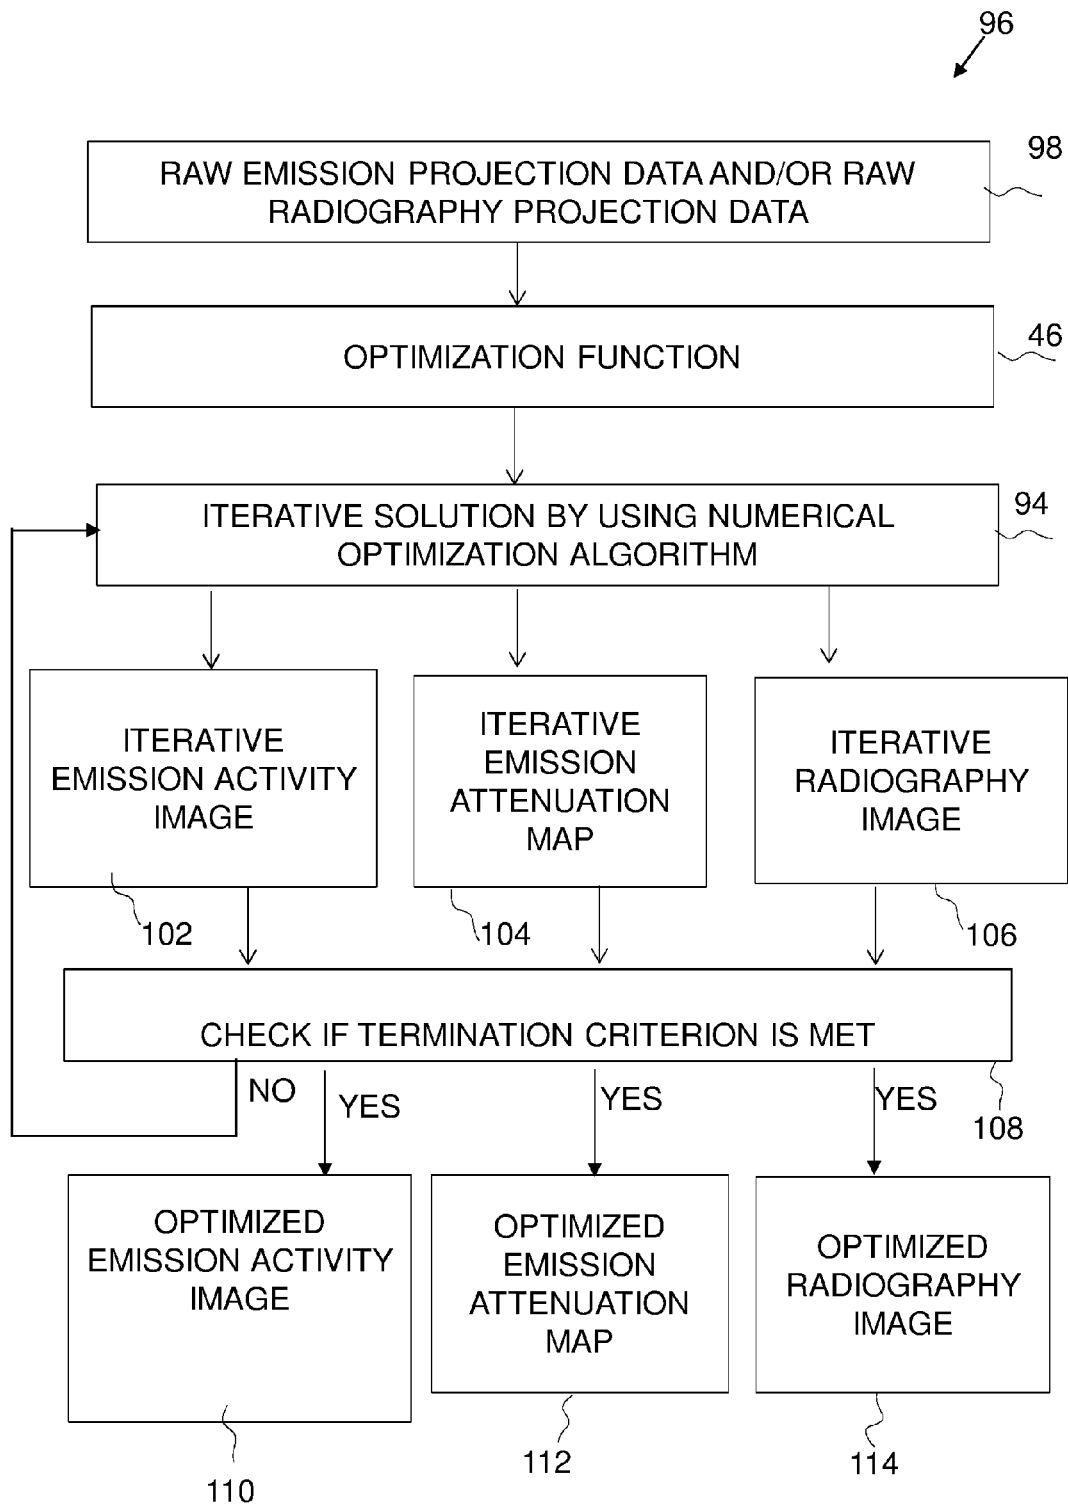 96
98
RAW EMISSION PROJECTION DATA AND/OR RAW
RADIOGRAPHY PROJECTION DATA
46
OPTIMIZATION FUNCTION
94
ITERATIVE SOLUTION BY USING NUMERICAL
OPTIMIZATION ALGORITHM
ITERATIVE
EMISSION ACTIVITY
IMAGE
102
ITERATIVE
EMISSION
ATTENUATION
MAP
104
ITERATIVE
RADIOGRAPHY
IMAGE
106
CHECK IF TERMINATION CRITERION IS MET
108
NO
YES
YES
YES
OPTIMIZED
EMISSION ACTIVITY
IMAGE
110
OPTIMIZED
EMISSION
ATTENUATION
MAP
112
OPTIMIZED
RADIOGRAPHY
IMAGE
114